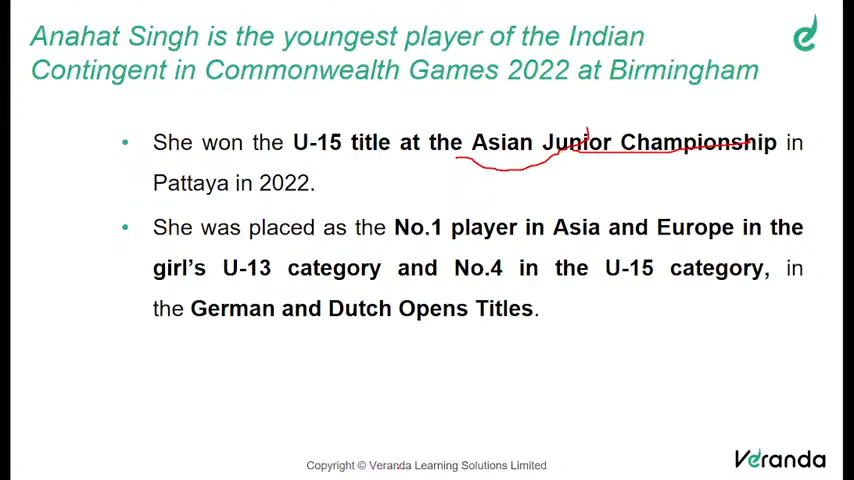 Anahat Singh is the youngest player of the Indian
Contingent in Commonwealth Games 2022 at Birmingham
• She won the U-15 title at the Asian Junior Championship in
Pattaya in 2022.
• She was placed as the No.1 player in Asia and Europe in the
girl’s U-13 category and No.4 in the U-15 category, in
the German and Dutch Opens Titles.
Copyright © Veranda Learning Solutions Limited
Veranda